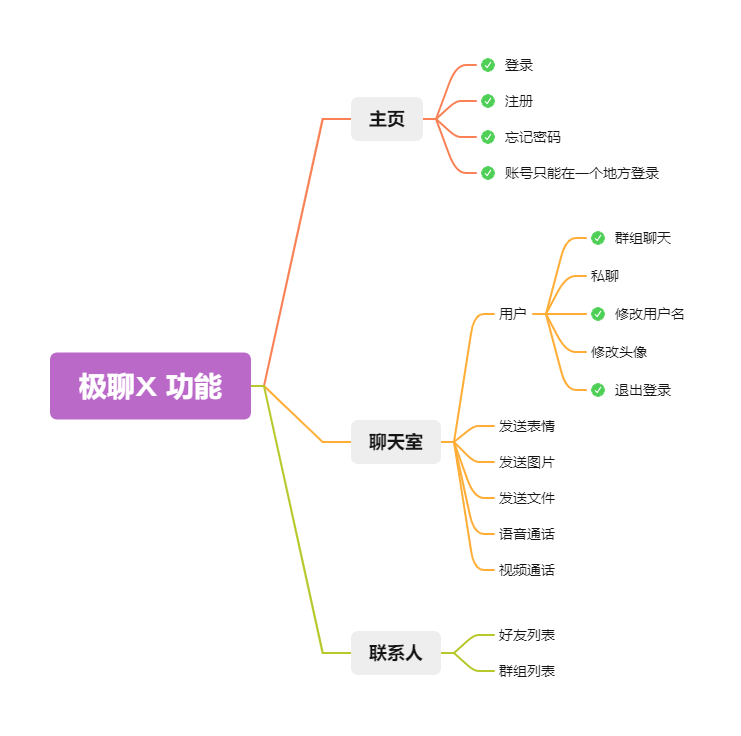 极聊X 功能
主页
登录
注册
忘记密码
账号只能在一个地方登录
聊天室
用户
群组聊天
私聊
修改用户名
修改头像
退出登录
发送表情
发送图片
发送文件
语音通话
视频通话
联系人
好友列表
群组列表